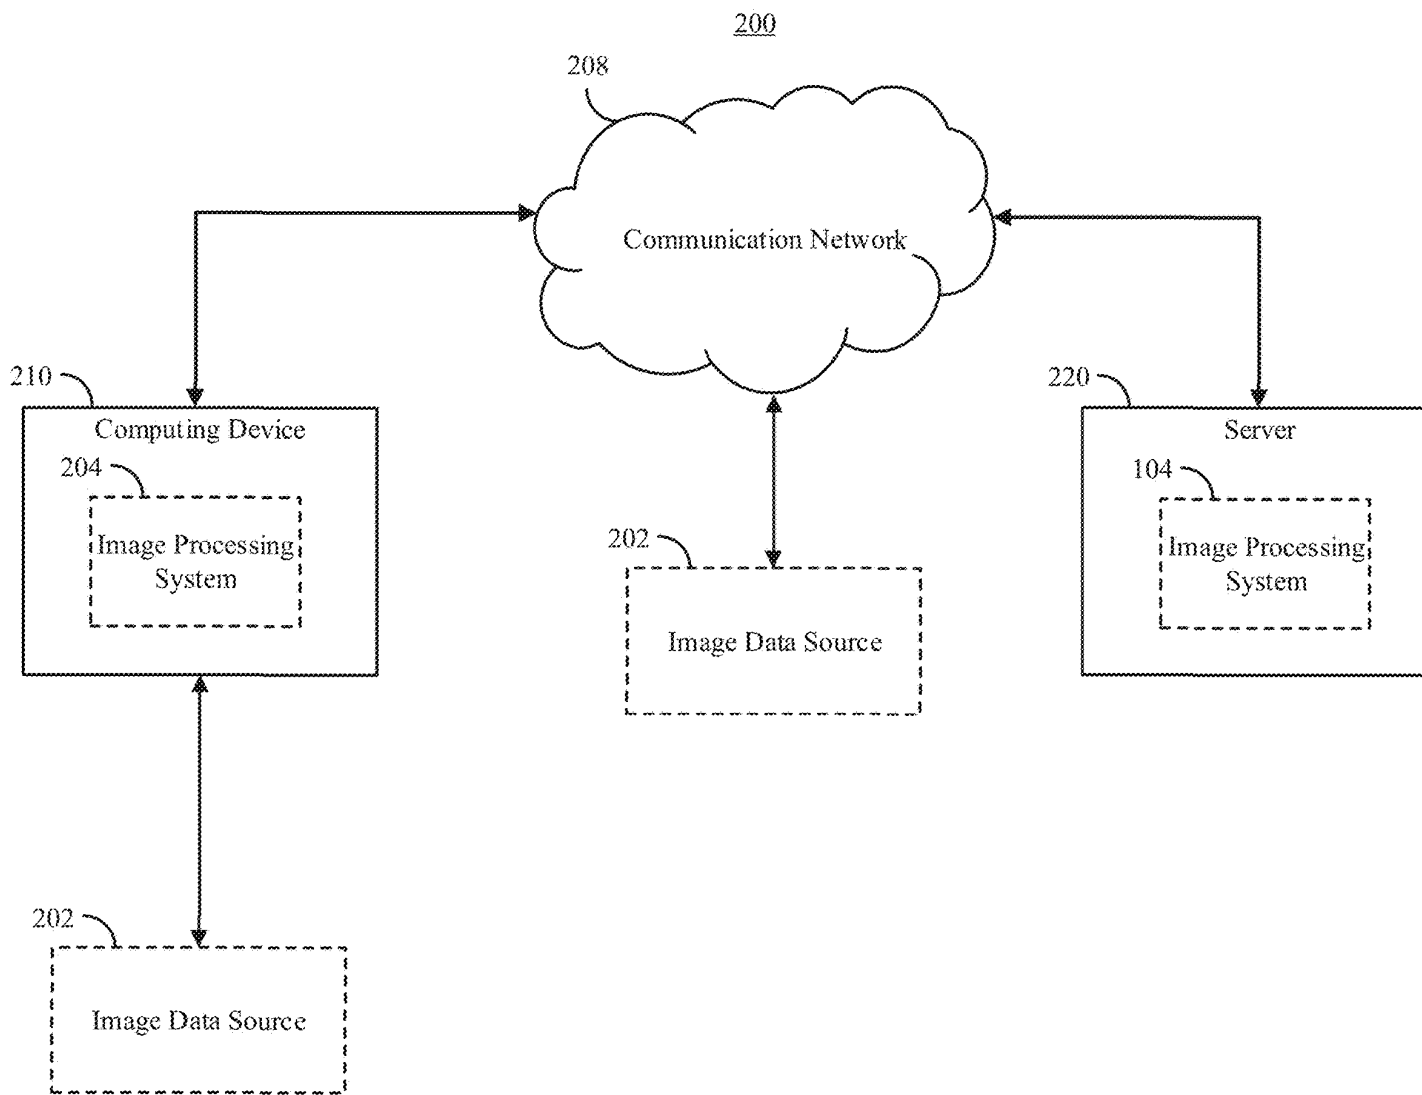 200
208
Communication Network
210
Computing Device
204
Image Processing
System
220
Server
104
Image Processing
System
202
Image Data Source
202
Image Data Source